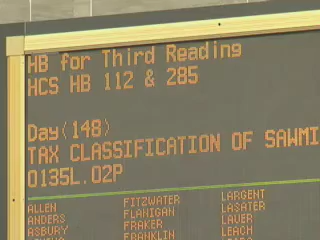 HB for Third Reading
HCS HB 112 & 285
Day(148)
TAX CLASSIFICATION OF SAWMI
0135L.02P
ALLEN FITZWATER LARGENT
ANDERS FLANIGAN LASATER
ASBURY FRAKER LAUER
FRANKLIN LEACH